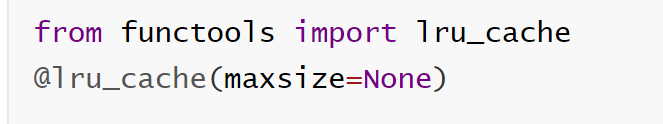 from functools import lru_cache
@lru_cache(maxsize=None)